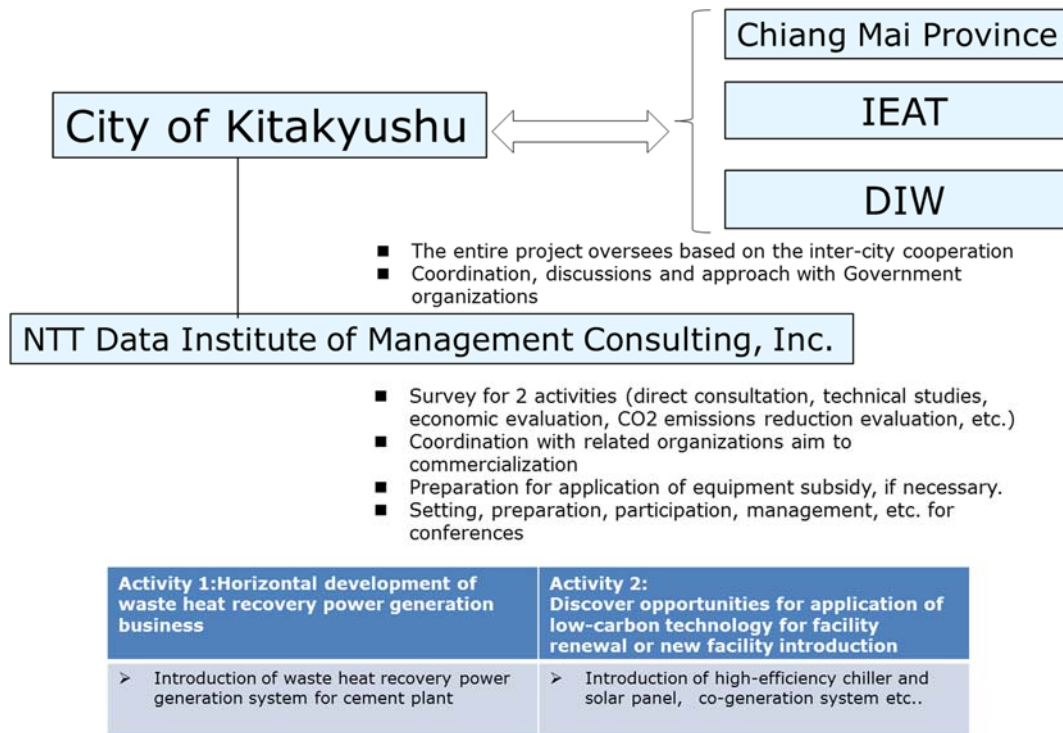 Chiang Mai Province
City of Kitakyushu
IEAT
DIW
■ The entire project oversees based on the inter-city cooperation
■ Coordination, discussions and approach with Government
organizations
NTT Data Institute of Management Consulting, Inc.
■ Survey for 2 activities (direct consultation, technical studies,
economic evaluation, CO2 emissions reduction evaluation, etc.)
■ Coordination with related organizations aim to
commercialization
■ Preparation for application of equipment subsidy, if necessary.
■ Setting, preparation, participation, management, etc. for
conferences
Activity 1:Horizontal development of
waste heat recovery power generation
business
Activity 2:
Discover opportunities for application of
low-carbon technology for facility
renewal or new facility introduction
➢ Introduction of waste heat recovery power
generation system for cement plant
➢ Introduction of high-efficiency chiller and
solar panel, co-generation system etc..